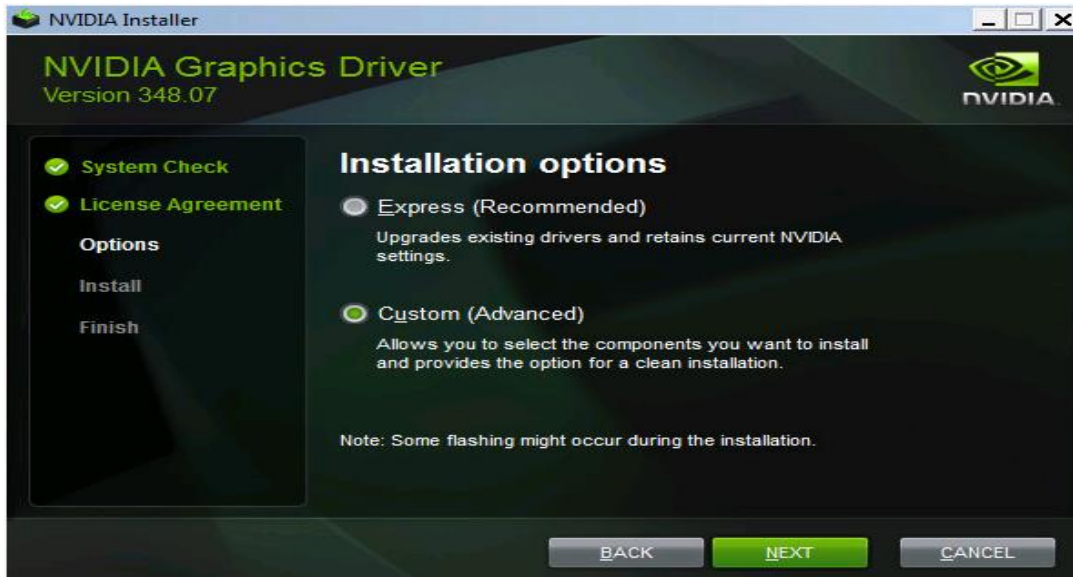 NVIDIA Installer
NVIDIA Graphics Driver
Version 348.07
NVIDIA.
System Check
License Agreement
Options
Install
Finish
Installation options
Express (Recommended)
Upgrades existing drivers and retains current NVIDIA
settings.
Custom (Advanced)
Allows you to select the components you want to install
and provides the option for a clean installation.
Note: Some flashing might occur during the installation.
BACK
NEXT
CANCEL